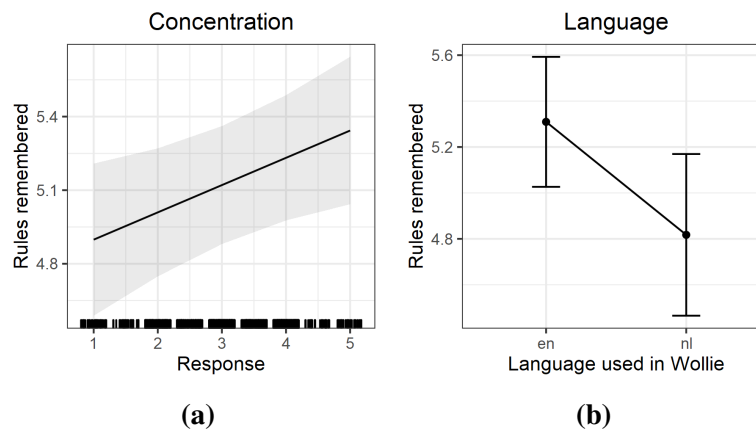 Concentration
Rules remembered
5.4
5.1
4.8
1 2 3 4 5
Response
(a)
Language
Rules remembered
5.6
5.2
4.8
en nl
Language used in Wollie
(b)